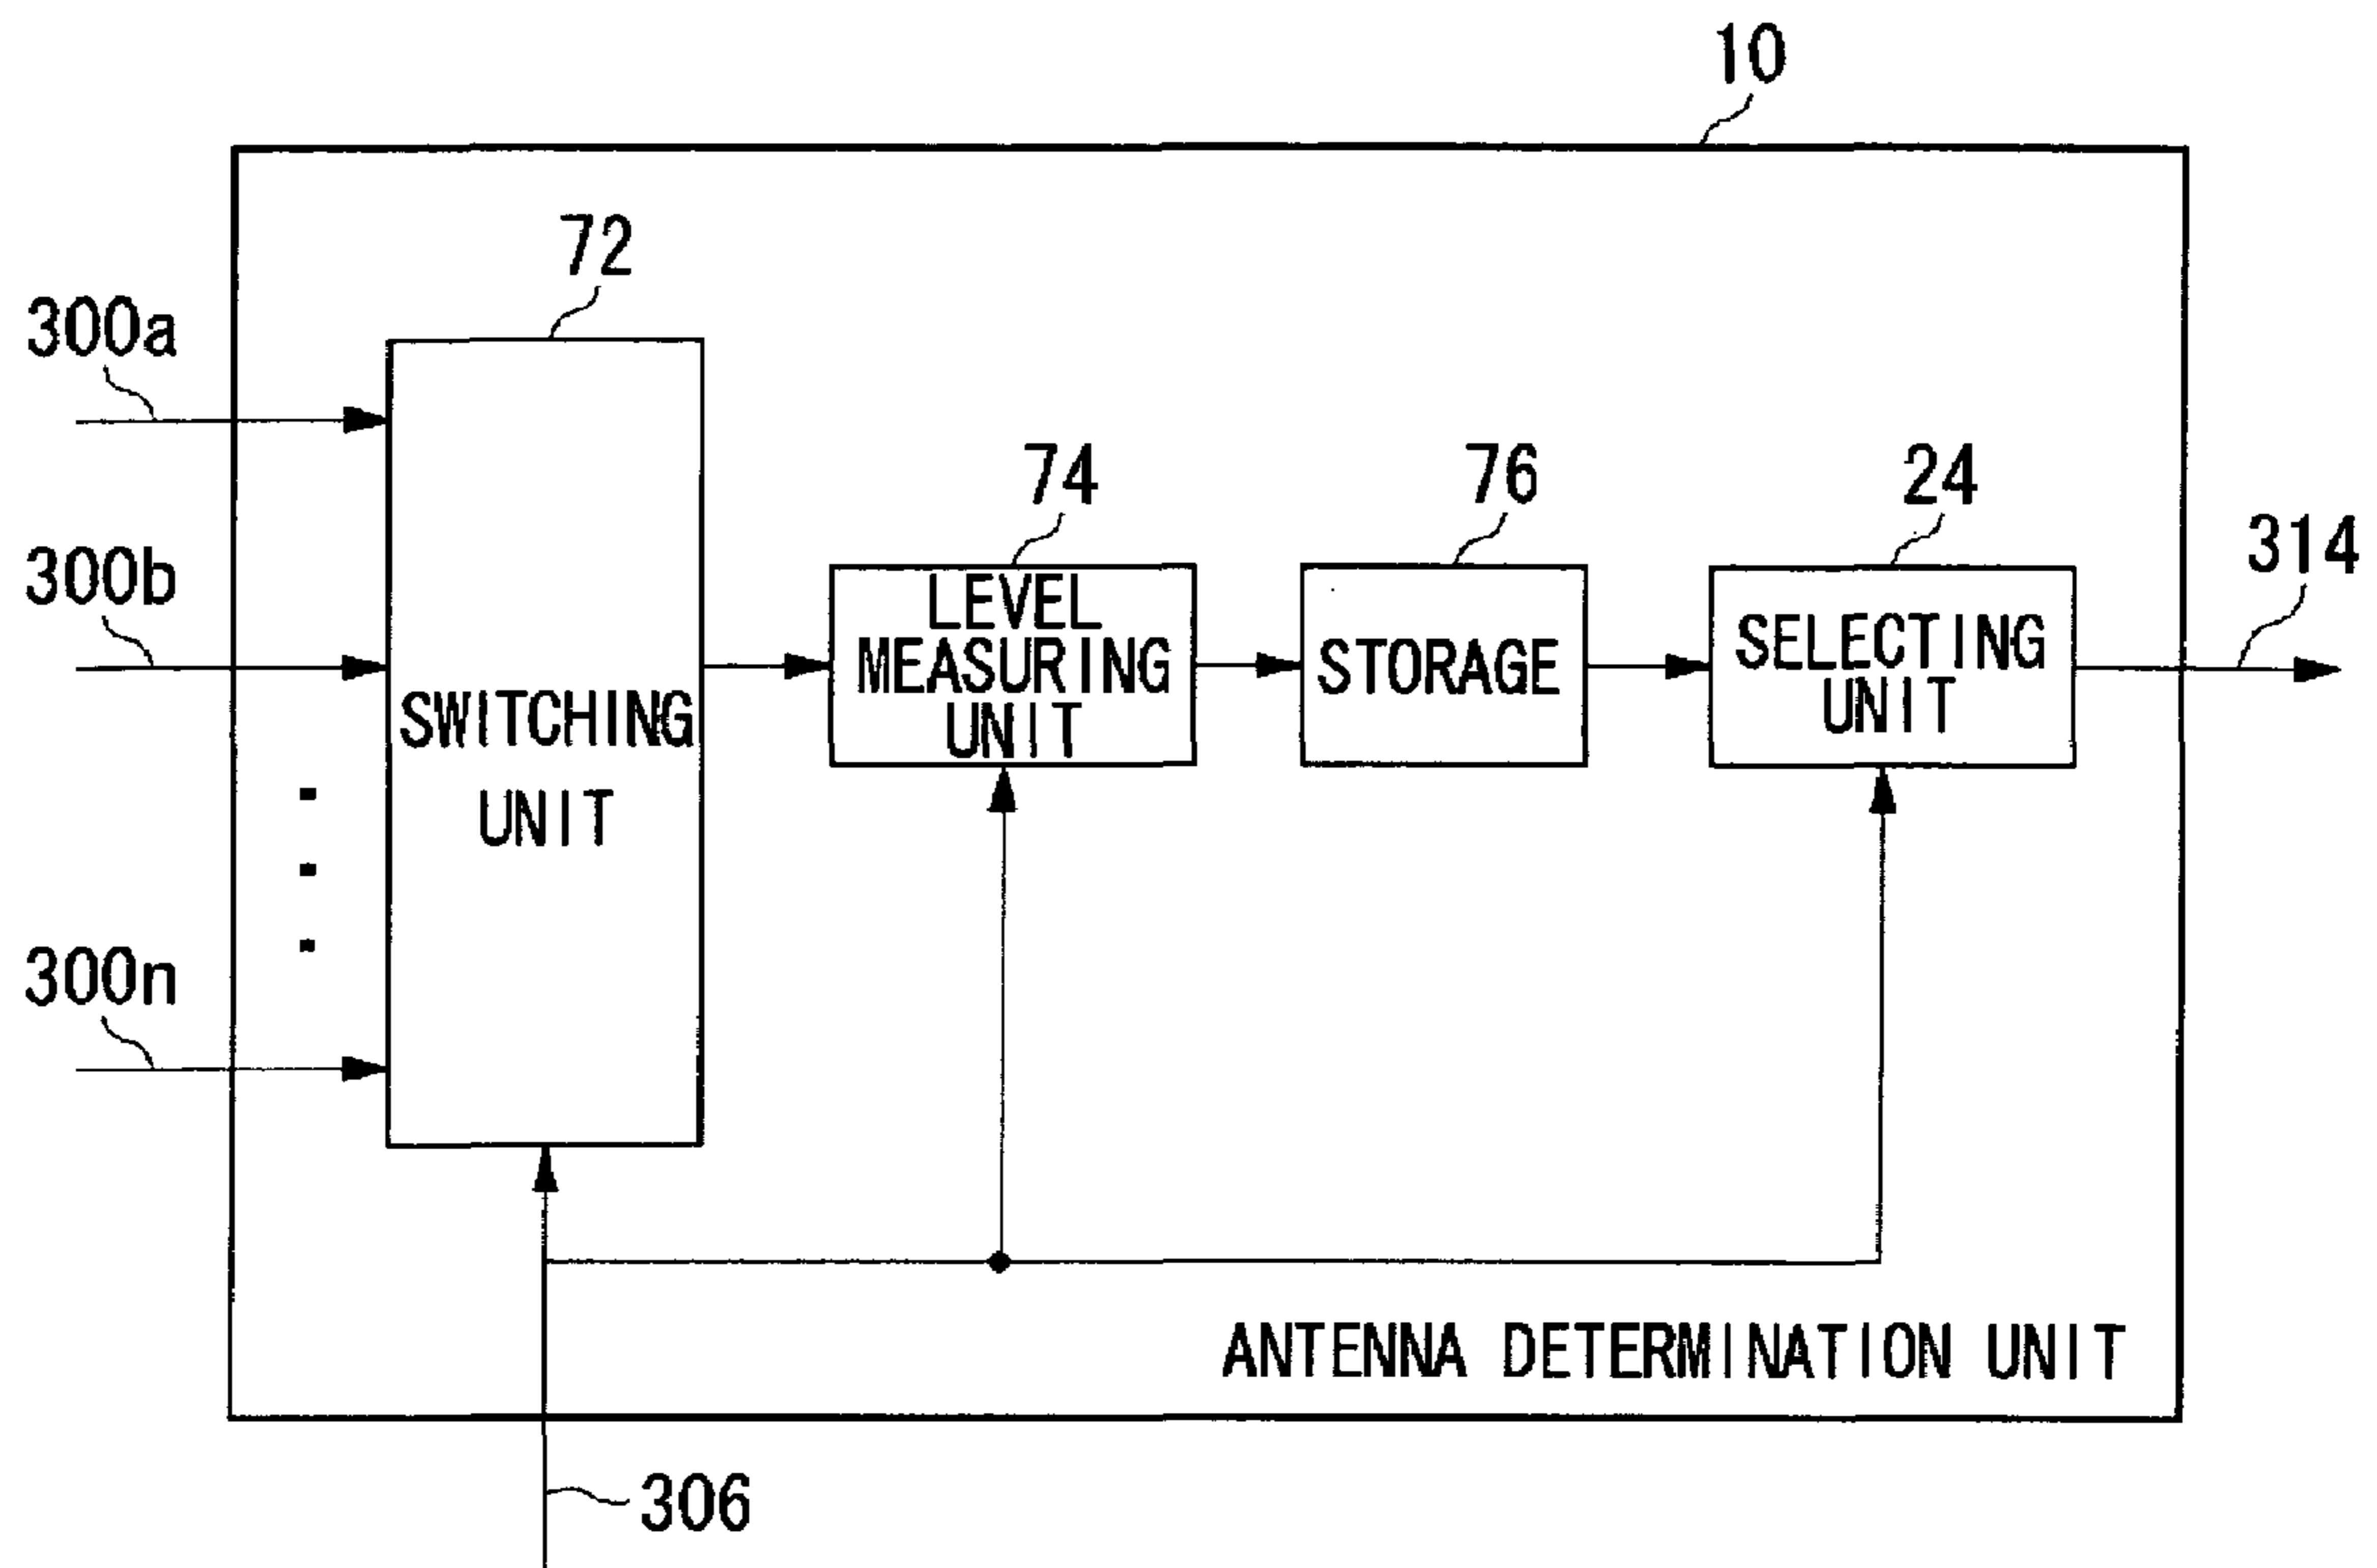 10
72
300a
74
76
24
314
300b
LEVEL
MEASURING
UNIT
STORAGE
SELECTING
UNIT
SWITCHING
UNIT
300n
ANTENNA DETERMINATION UNIT
306